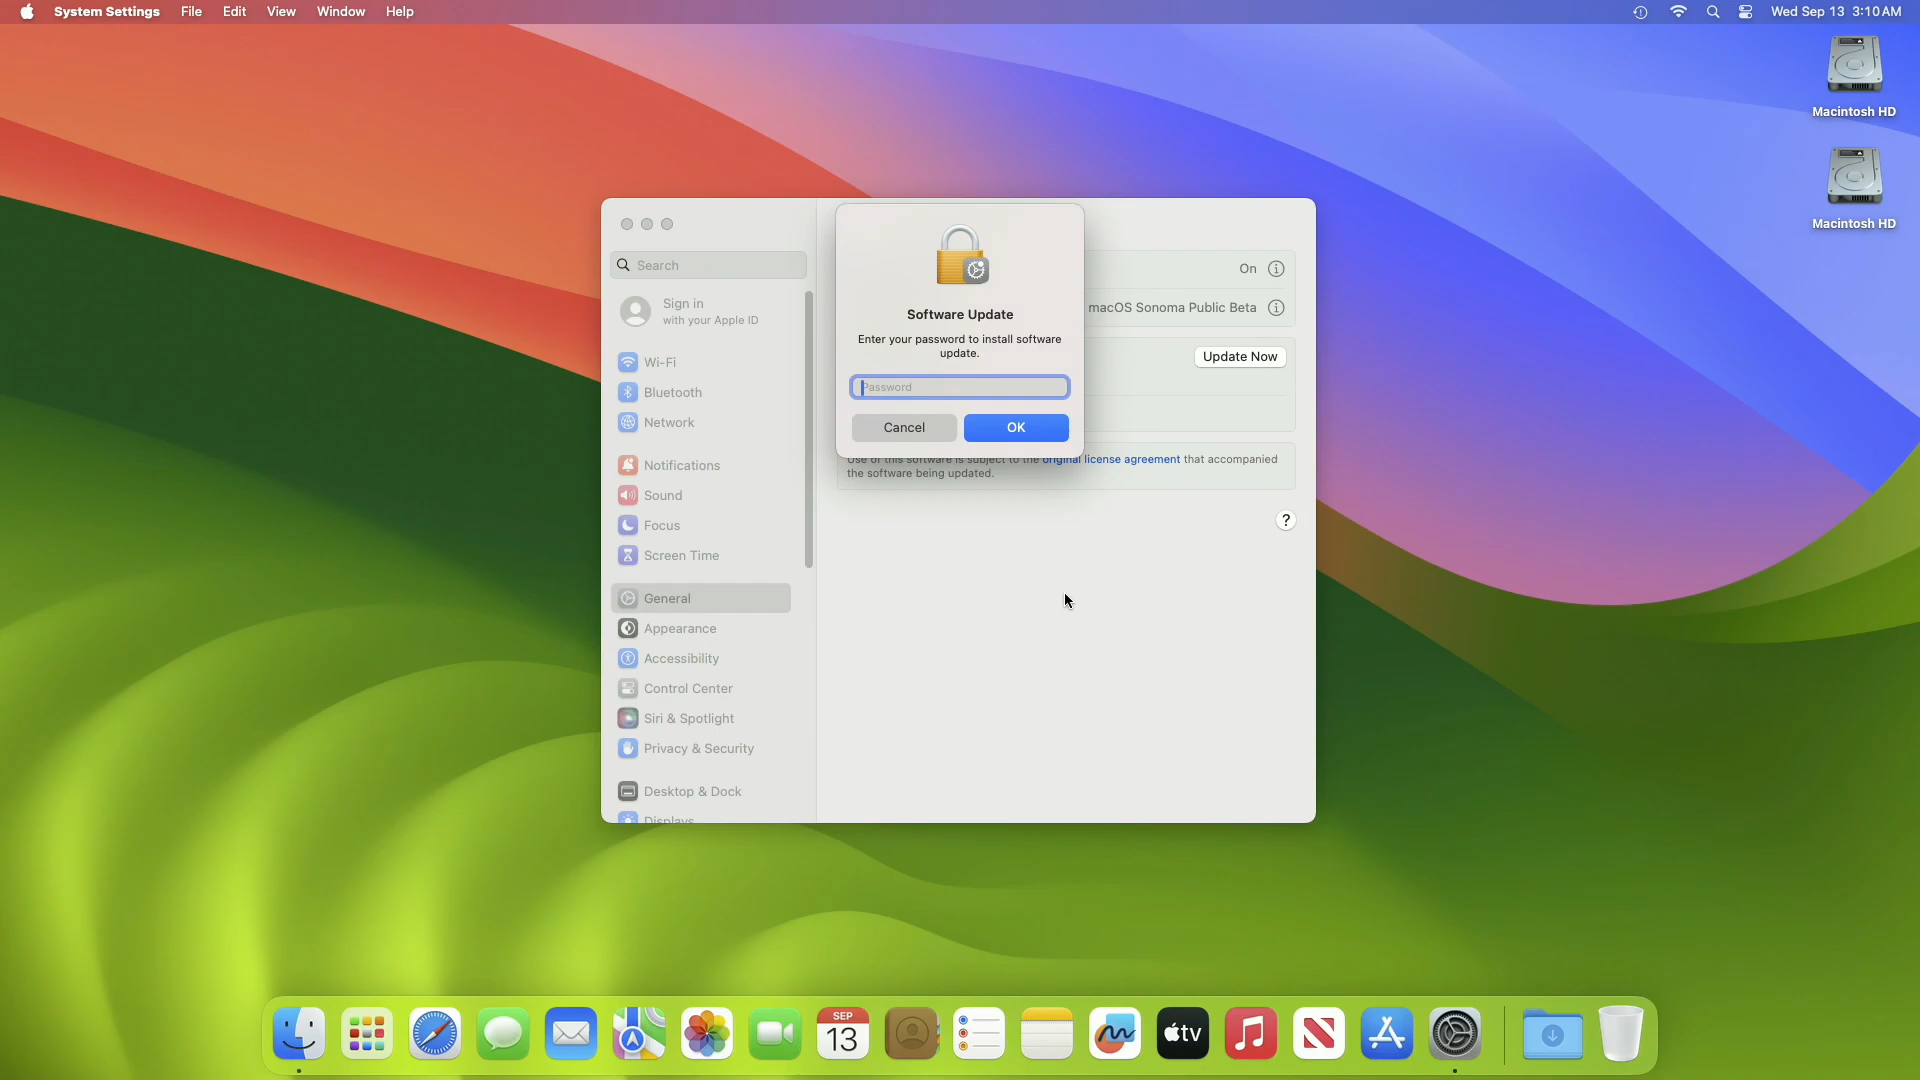 System Settings File Edit View Window Help Wed Sep 13 3:10 AM
Macintosh HD
Macintosh HD
Search
Sign in
with your Apple ID
Wi-Fi
Bluetooth
Network
Notifications
Sound
Focus
Screen Time
General
Appearance
Accessibility
Control Center
Siri & Spotlight
Privacy & Security
Desktop & Dock
Displays
Software Update
Enter your password to install software
update.
Password
Cancel OK
On
macOS Sonoma Public Beta
Update Now
Use of this software is subject to the original license agreement that accompanied
the software being updated.
?
SEP
13
tv